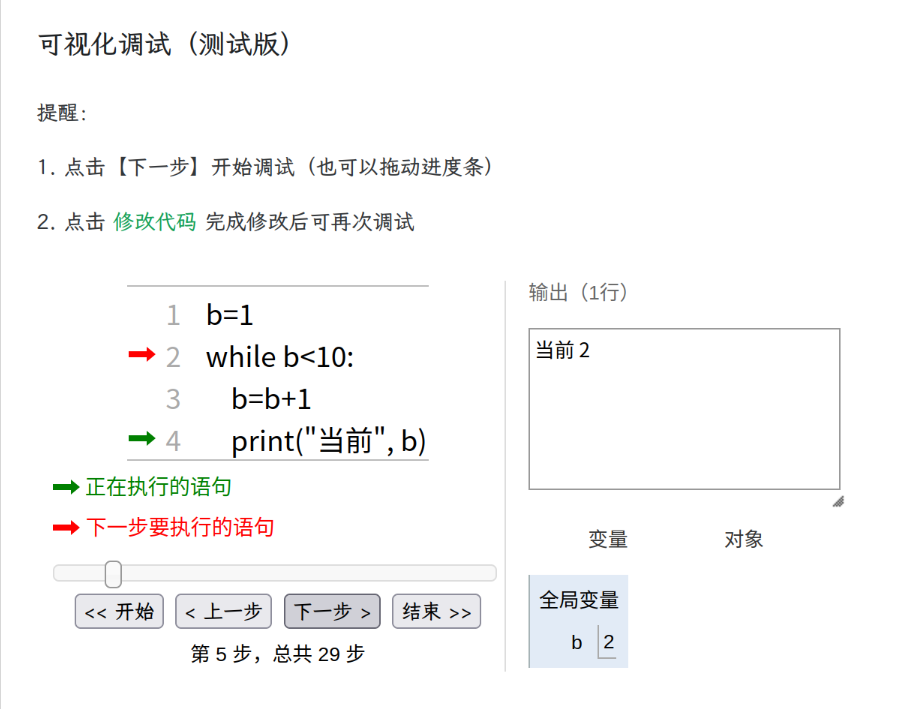 可视化调试（测试版）
提醒：
1. 点击【下一步】开始调试（也可以拖动进度条）
2. 点击 修改代码 完成修改后可再次调试
1 b=1
2 while b<10:
3 b=b+1
4 print("当前", b)
正在执行的语句
下一步要执行的语句
<< 开始 < 上一步 下一步 > 结束 >>
第 5 步，总共 29 步
输出（1行）
当前 2
变量 对象
全局变量
b 2